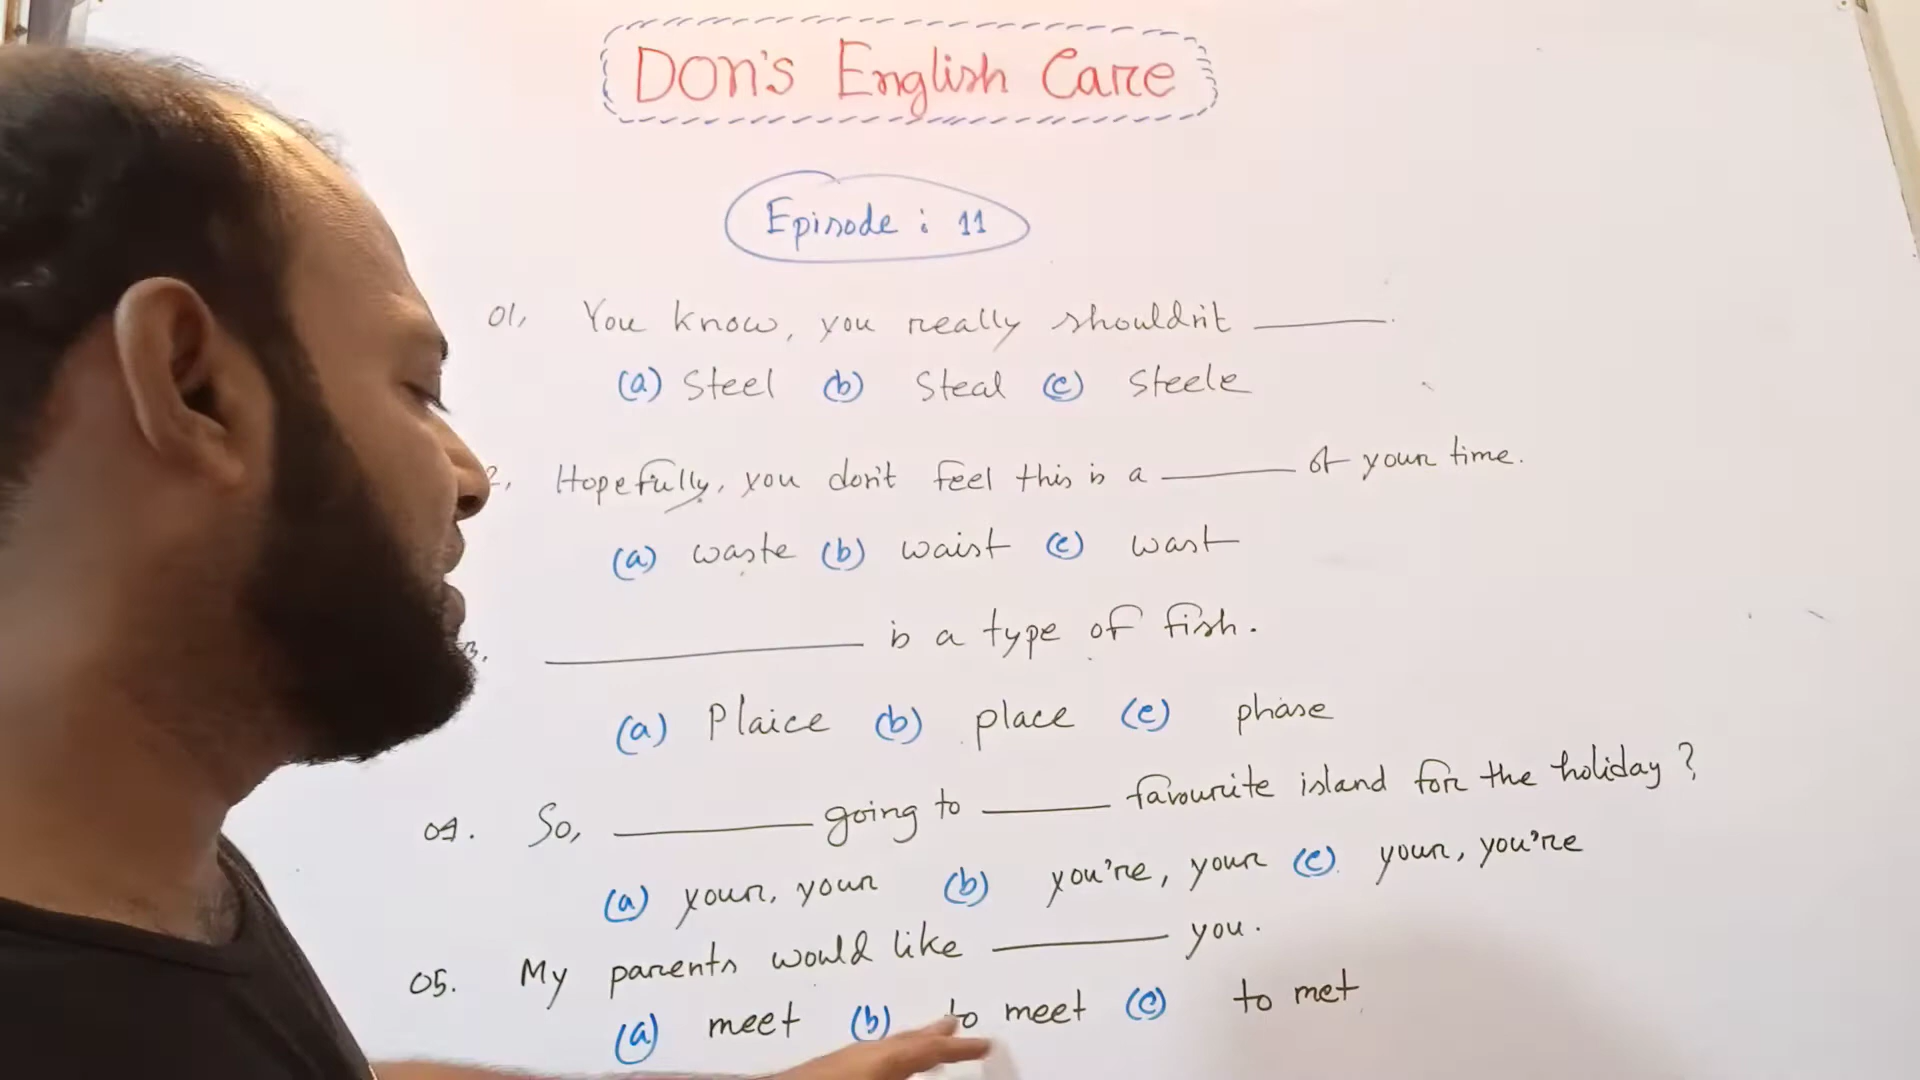 Don's English Care
Episode : 11
01, You know, you really shouldn't ______.
(a) steel (b) steal (c) steele
2, Hopefully, you don't feel this is a ______ of your time.
(a) waste (b) waist (c) wast
3. ______ is a type of fish.
(a) Plaice (b) place (c) phase
04. So, ______ going to ______ favourite island for the holiday ?
(a) your, your (b) you're, your (c) your, you're
05. My parents would like ______ you.
(a) meet (b) to meet (c) to met